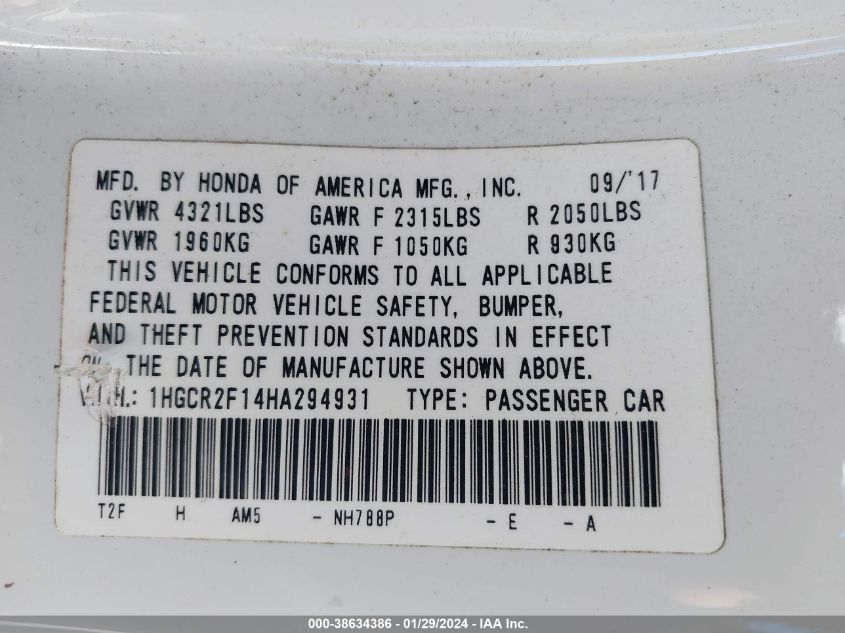 MFD. BY HONDA OF AMERICA MFG., INC. 09/'17
GVWR 4321LBS GAWR F 2315LBS R 2050LBS
GVWR 1960KG GAWR F 1050KG R 930KG
THIS VEHICLE CONFORMS TO ALL APPLICABLE
FEDERAL MOTOR VEHICLE SAFETY, BUMPER,
AND THEFT PREVENTION STANDARDS IN EFFECT
ON THE DATE OF MANUFACTURE SHOWN ABOVE.
V.I.N.: 1HGCR2F14HA294931 TYPE: PASSENGER CAR
T2F H AM5 - NH788P - E - A
000-38634386 - 01/29/2024 - IAA Inc.